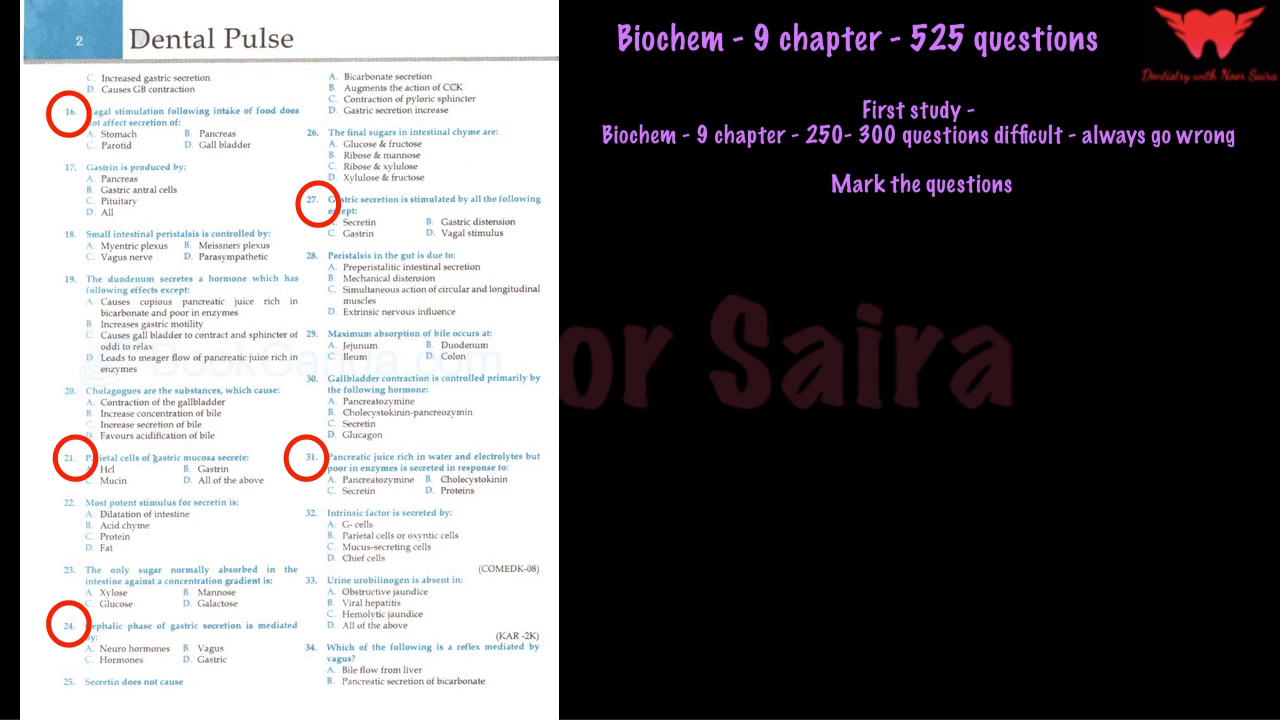 2 Dental Pulse
C. Increased gastric secretion
D. Causes GB contraction
16. agal stimulation following intake of food does
ot affect secretion of:
A. Stomach B. Pancreas
C. Parotid D. Gall bladder
17. Gastrin is produced by:
A. Pancreas
B. Gastric antral cells
C. Pituitary
D. All
18. Small intestinal peristalsis is controlled by:
A. Myentric plexus B. Meissners plexus
C. Vagus nerve D. Parasympathetic
19. The duodenum secretes a hormone which has
following effects except:
A. Causes copious pancreatic juice rich in
bicarbonate and poor in enzymes
B. Increases gastric motility
C. Causes gall bladder to contract and sphincter of
oddi to relax
D. Leads to meager flow of pancreatic juice rich in
enzymes
20. Cholagogues are the substances, which cause:
A. Contraction of the gallbladder
B. Increase concentration of bile
C. Increase secretion of bile
D. Favours acidification of bile
21. Parietal cells of gastric mucosa secrete:
A. Hcl B. Gastrin
C. Mucin D. All of the above
22. Most potent stimulus for secretin is:
A. Dilatation of intestine
B. Acid chyme
C. Protein
D. Fat
23. The only sugar normally absorbed in the
intestine against a concentration gradient is:
A. Xylose B. Mannose
C. Glucose D. Galactose
24. ephalic phase of gastric secretion is mediated
by:
A. Neuro hormones B. Vagus
C. Hormones D. Gastric
25. Secretin does not cause
A. Bicarbonate secretion
B. Augments the action of CCK
C. Contraction of pyloric sphincter
D. Gastric secretion increase
26. The final sugars in intestinal chyme are:
A. Glucose & fructose
B. Ribose & mannose
C. Ribose & xylulose
D. Xylulose & fructose
27. Gastric secretion is stimulated by all the following
except:
A. Secretin B. Gastric distension
C. Gastrin D. Vagal stimulus
28. Peristalsis in the gut is due to:
A. Preperistalitic intestinal secretion
B. Mechanical distension
C. Simultaneous action of circular and longitudinal
muscles
D. Extrinsic nervous influence
29. Maximum absorption of bile occurs at:
A. Jejunum B. Duodenum
C. Ileum D. Colon
30. Gallbladder contraction is controlled primarily by
the following hormone:
A. Pancreatozymine
B. Cholecystokinin-pancreozymin
C. Secretin
D. Glucagon
31. Pancreatic juice rich in water and electrolytes but
poor in enzymes is secreted in response to:
A. Pancreatozymine B. Cholecystokinin
C. Secretin D. Proteins
32. Intrinsic factor is secreted by:
A. G- cells
B. Parietal cells or oxyntic cells
C. Mucus-secreting cells
D. Chief cells
(COMEDK-08)
33. Urine urobilinogen is absent in:
A. Obstructive jaundice
B. Viral hepatitis
C. Hemolytic jaundice
D. All of the above
(KAR -2K)
34. Which of the following is a reflex mediated by
vagus?
A. Bile flow from liver
B. Pancreatic secretion of bicarbonate
Biochem - 9 chapter - 525 questions
Dentistry with Noor Saira
First study -
Biochem - 9 chapter - 250- 300 questions difficult - always go wrong
Mark the questions
or Saira